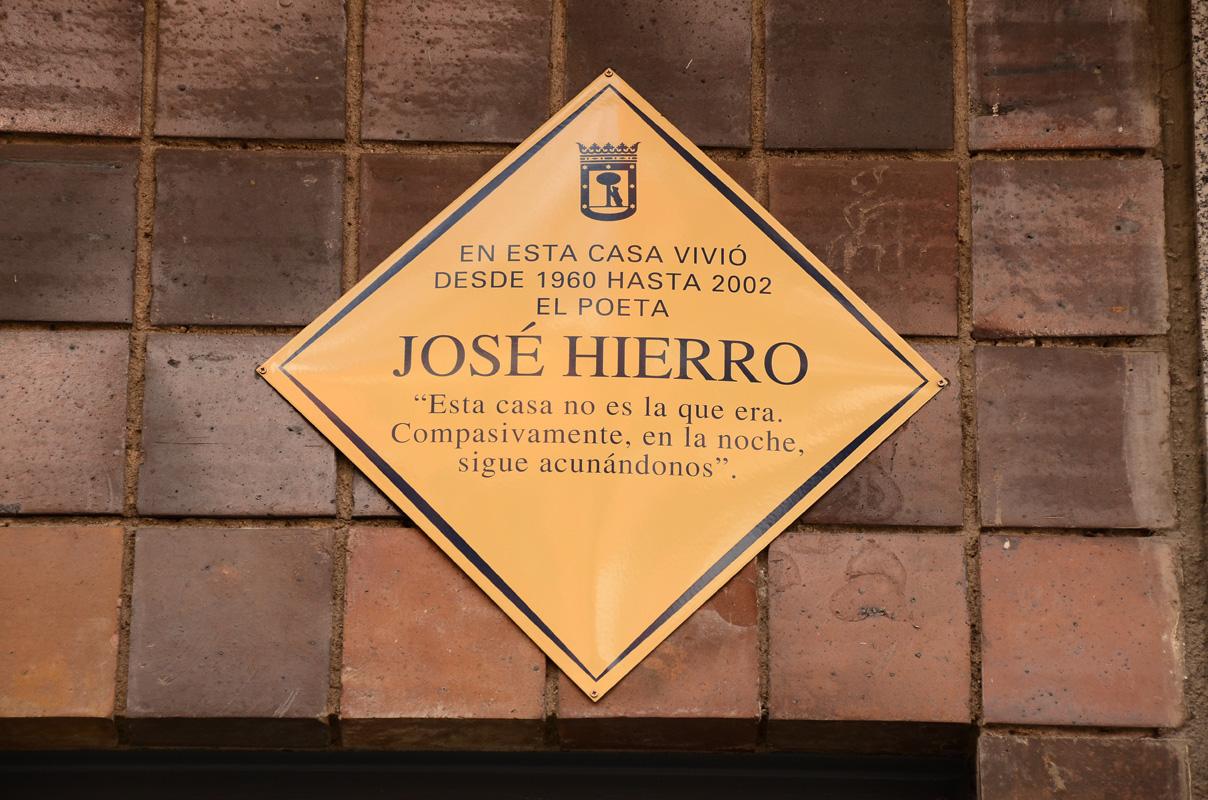 EN ESTA CASA VIVIÓ
DESDE 1960 HASTA 2002
EL POETA
JOSÉ HIERRO
“Esta casa no es la que era.
Compasivamente, en la noche,
sigue acunándonos”.